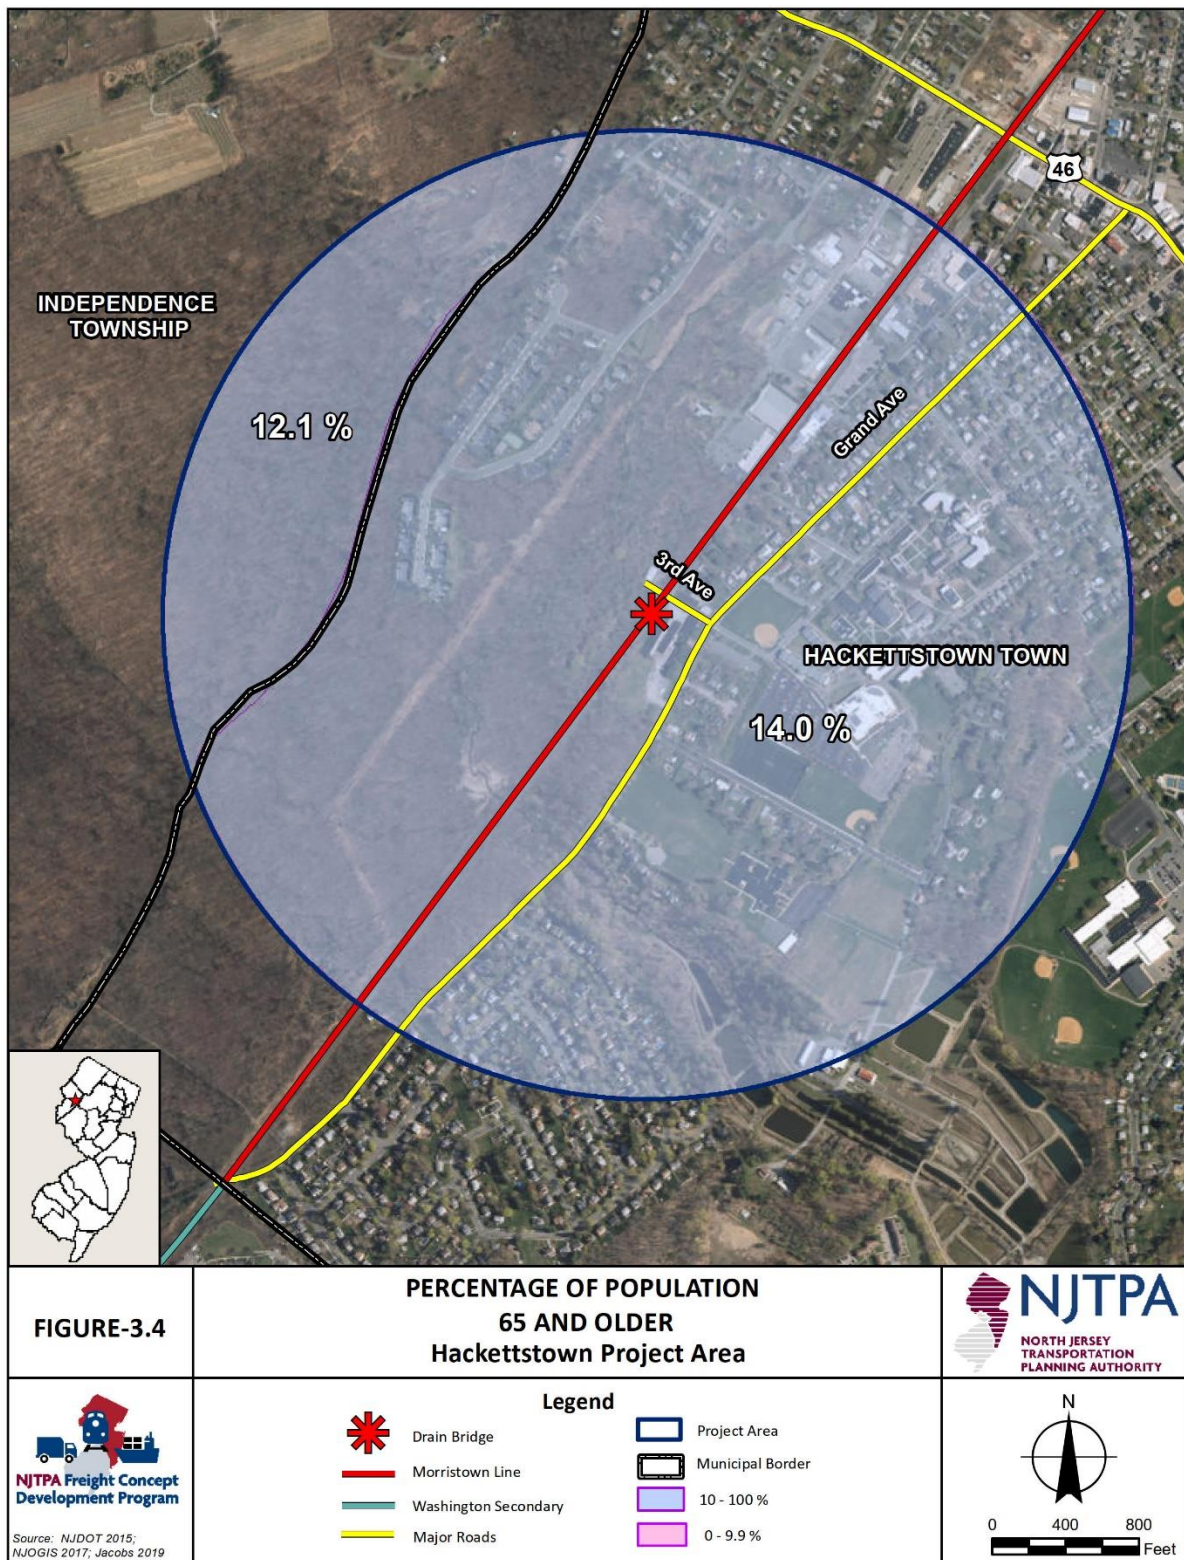 46
INDEPENDENCE
TOWNSHIP
12.1 %
Grand Ave
3rd Ave
HACKETTSTOWN TOWN
14.0 %
FIGURE-3.4
PERCENTAGE OF POPULATION
65 AND OLDER
Hackettstown Project Area
NJTPA
NORTH JERSEY
TRANSPORTATION
PLANNING AUTHORITY
NJTPA Freight Concept
Development Program
Source: NJDOT 2015;
NJOGIS 2017; Jacobs 2019
Legend
Drain Bridge
Morristown Line
Washington Secondary
Major Roads
Project Area
Municipal Border
10 - 100 %
0 - 9.9 %
N
0 400 800
Feet